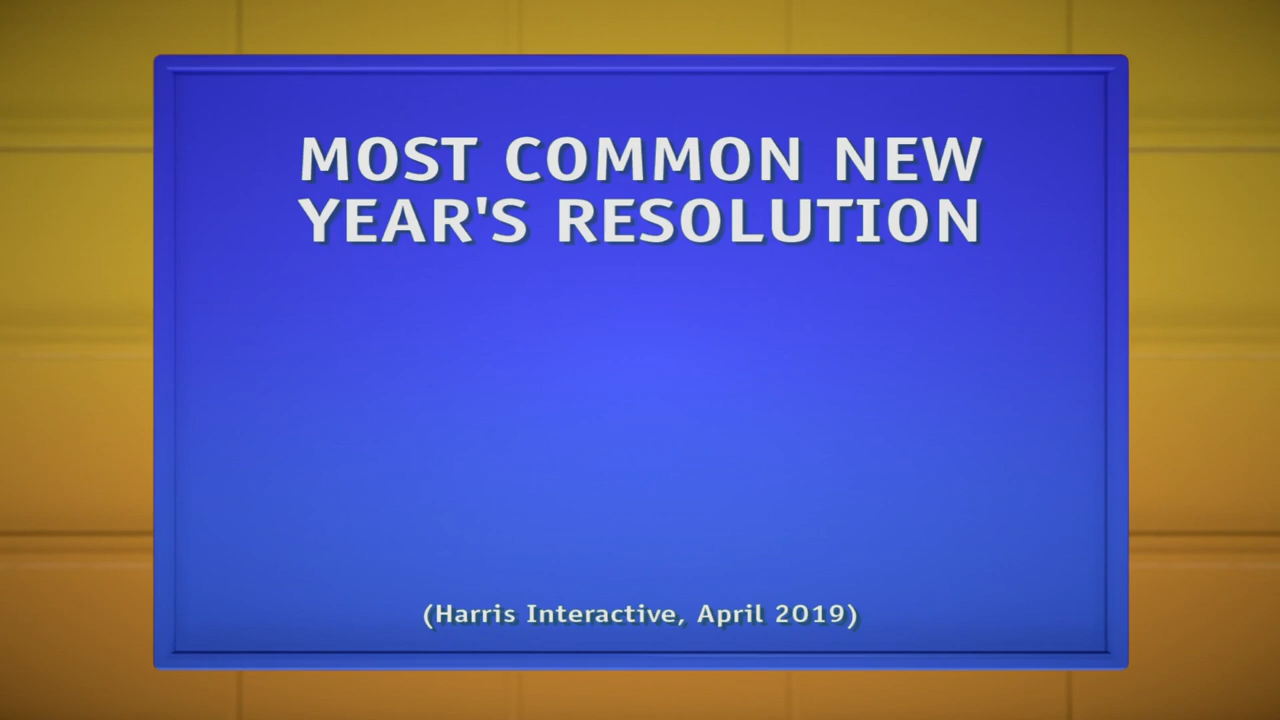 MOST COMMON NEW
YEAR'S RESOLUTION
(Harris Interactive, April 2019)